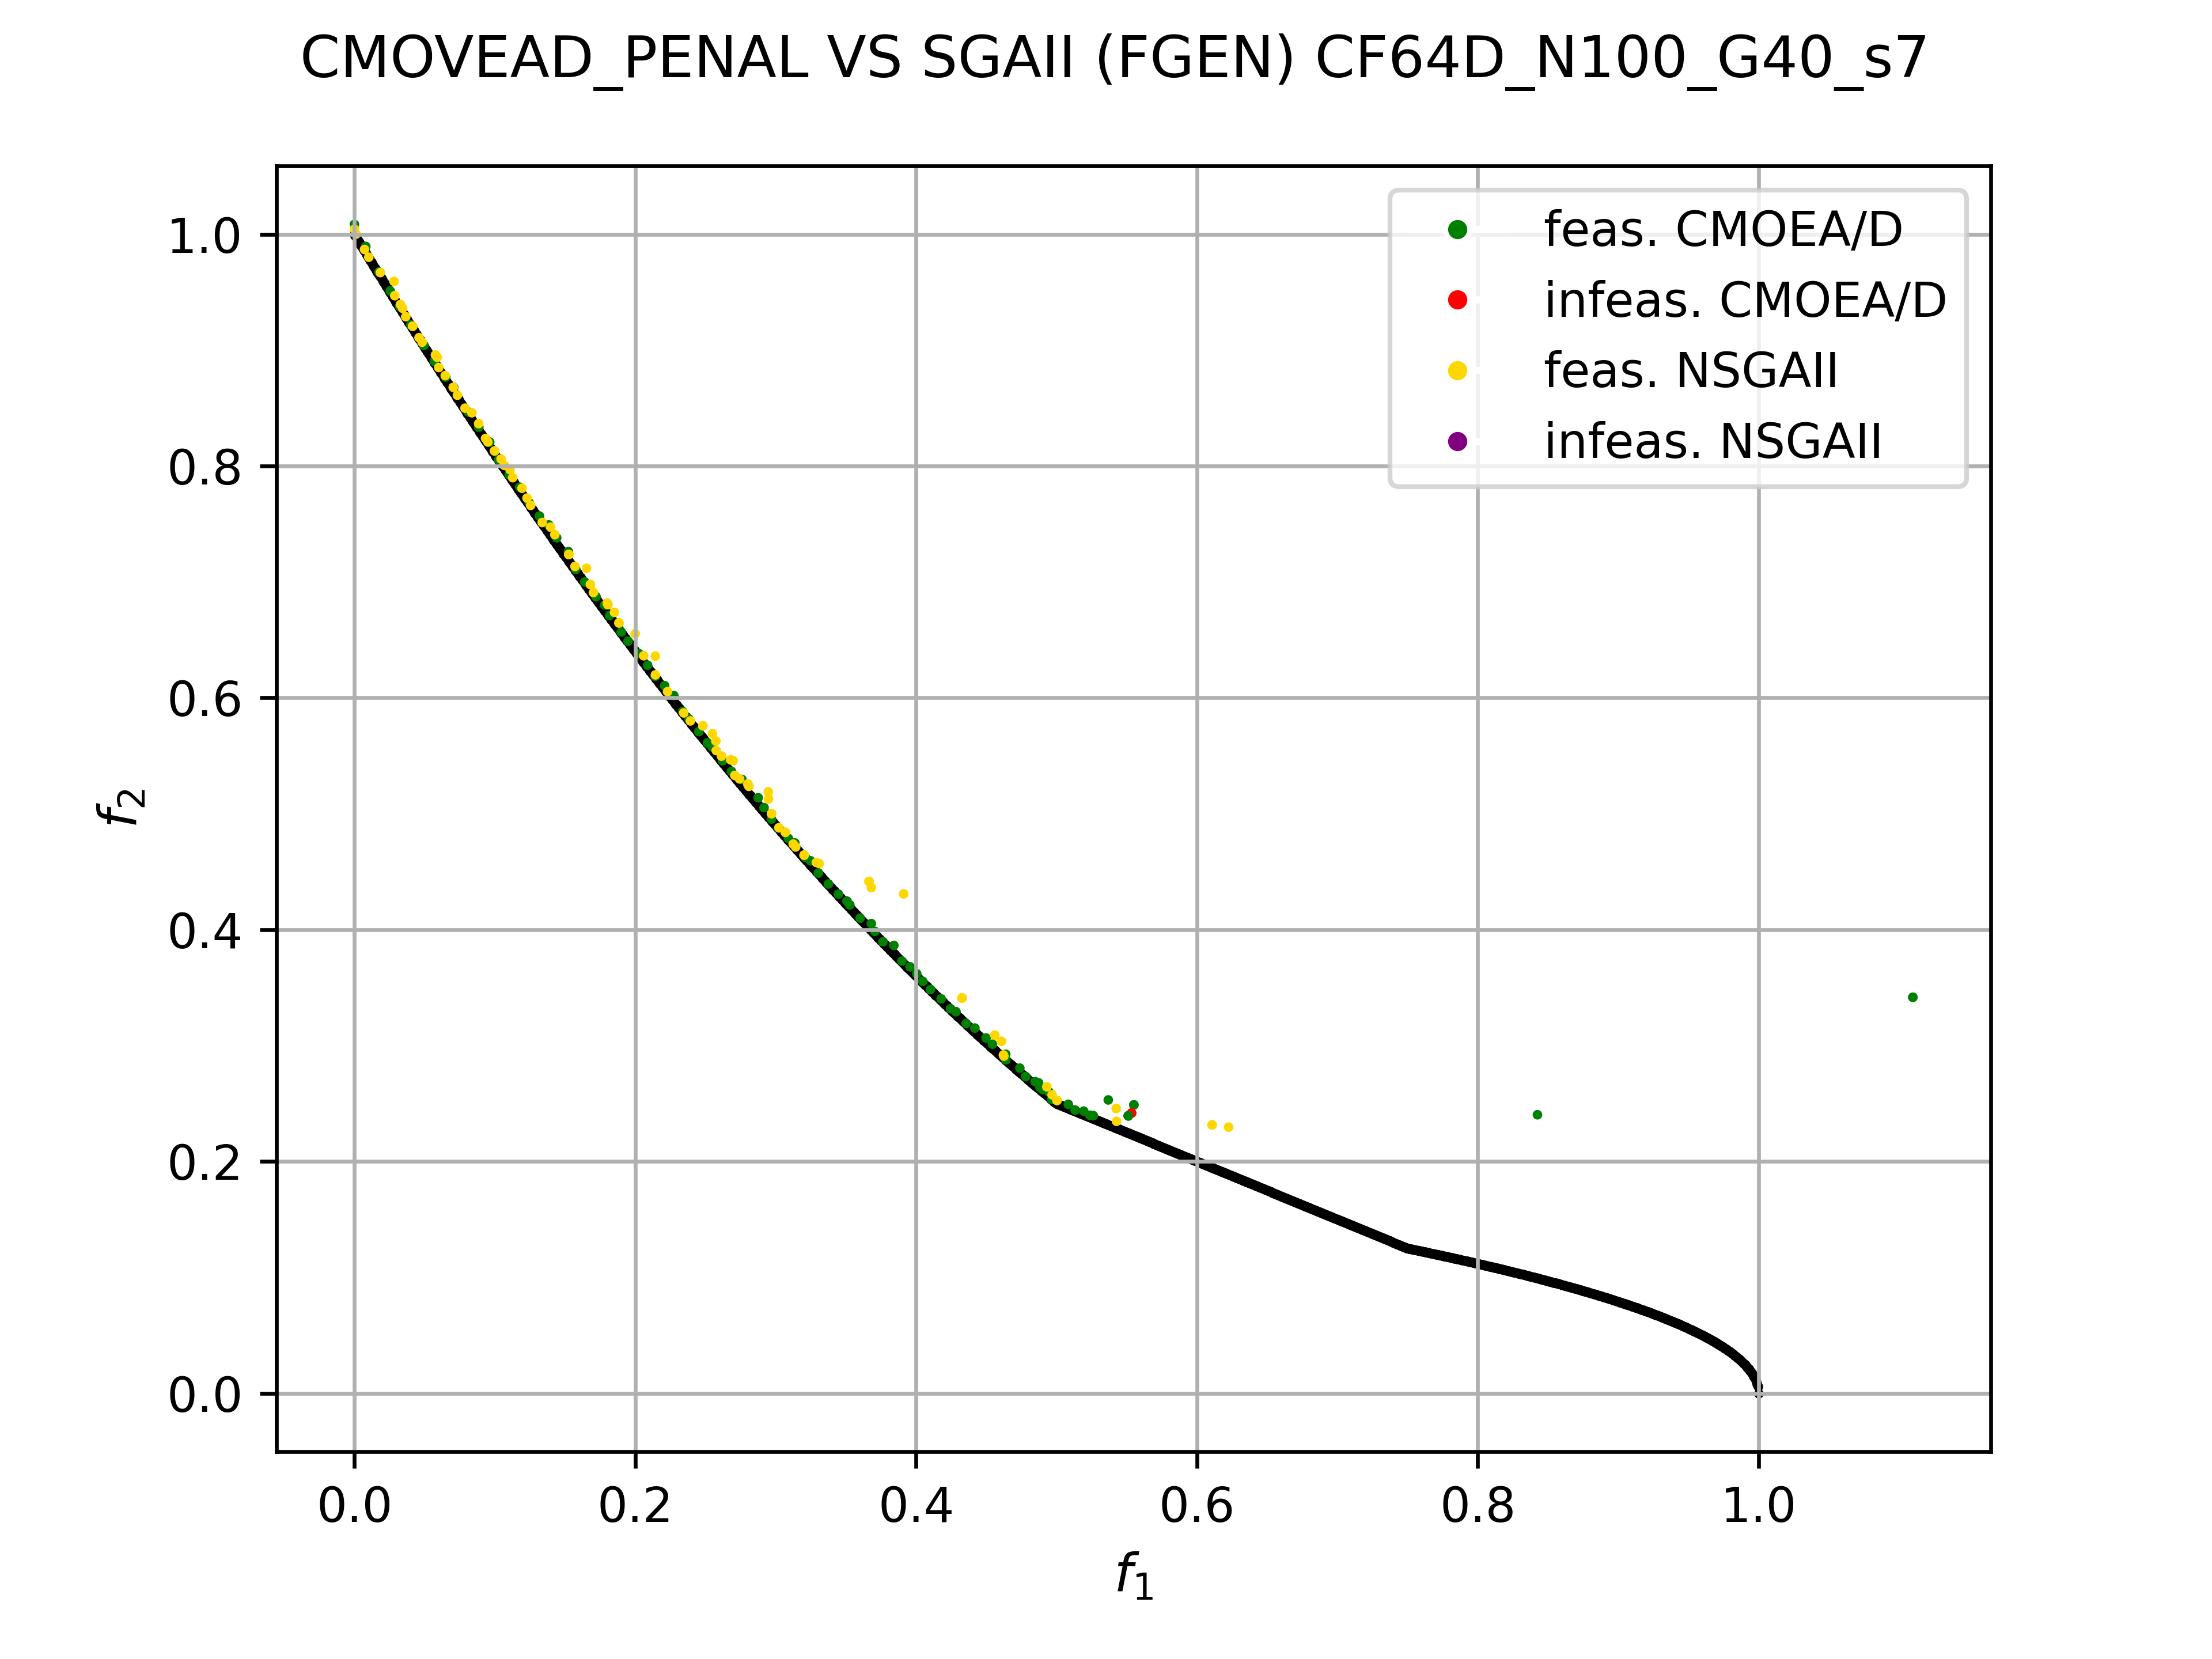 CMOVEAD_PENAL VS SGAII (FGEN) CF64D_N100_G40_s7
feas. CMOEA/D
infeas. CMOEA/D
feas. NSGAII
infeas. NSGAII
1.0
0.8
0.6
0.4
0.2
0.0
f2
0.0 0.2 0.4 0.6 0.8 1.0
f1